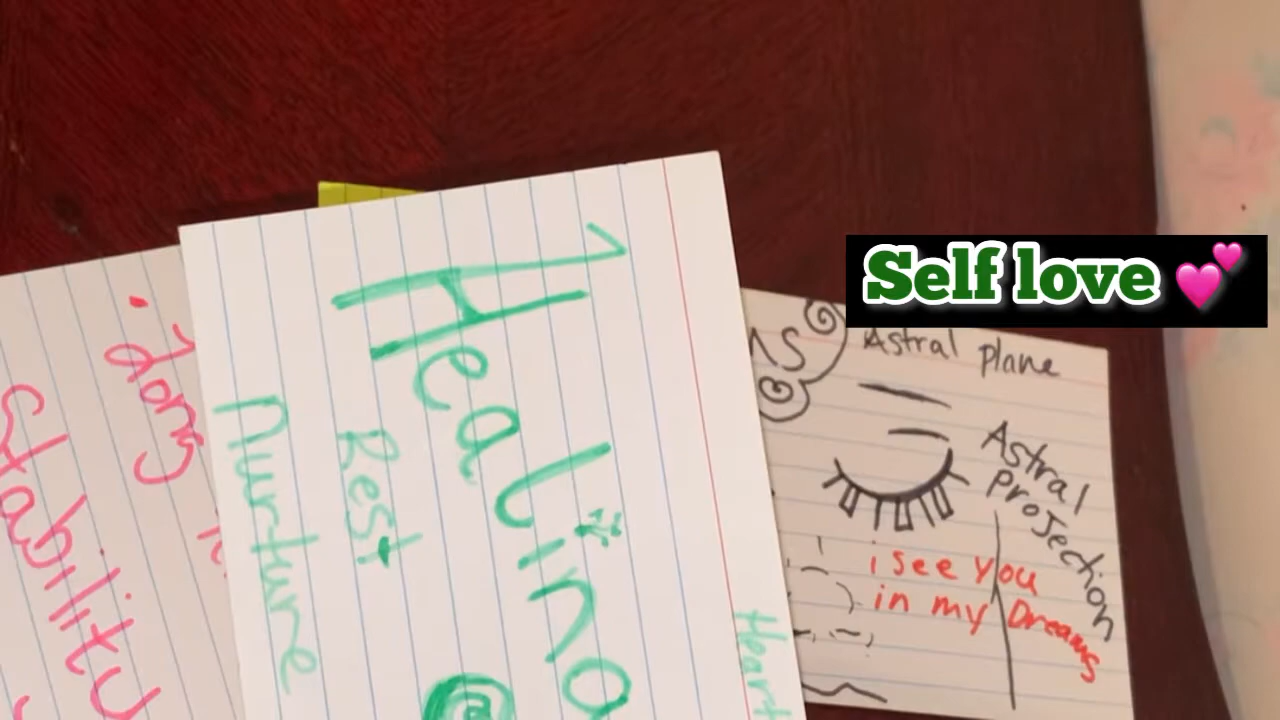 Self love 💕
Healing
Rest
Nurture
Heart
Stability
Astral plane
Astral
Projection
i see you
in my Dreams